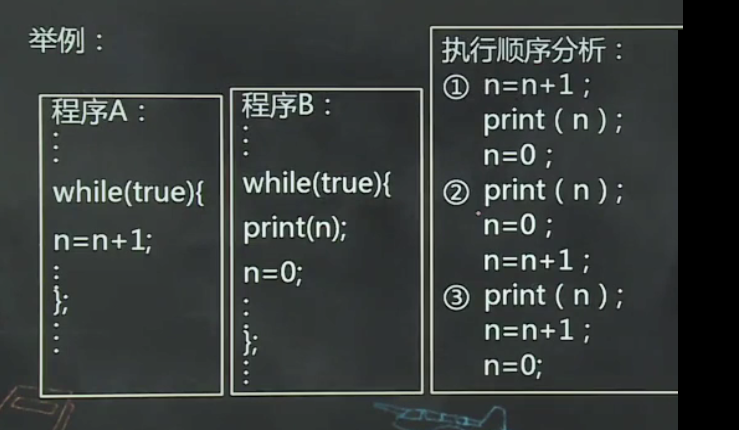 举例：
程序A：
⋮
while(true){
n=n+1;
⋮
};
⋮
程序B：
⋮
while(true){
print(n);
n=0;
⋮
};
⋮
执行顺序分析：
① n=n+1；
print（n）；
n=0；
② print（n）；
n=0；
n=n+1；
③ print（n）；
n=n+1；
n=0;